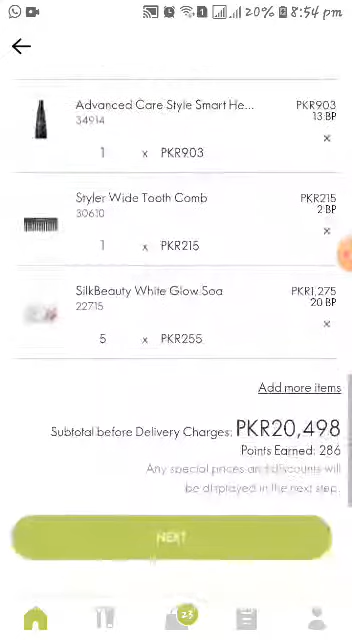 20% 8:54 pm
Advanced Care Style Smart He... PKR903
34914 13 BP
1 x PKR903 x
Styler Wide Tooth Comb PKR215
30610 2 BP
1 x PKR215 x
SilkBeauty White Glow Soa PKR1,275
22715 20 BP
5 x PKR255 x
Add more items
Subtotal before Delivery Charges: PKR20,498
Points Earned: 286
Any special prices and discounts will
be displayed in the next step.
NEXT
23